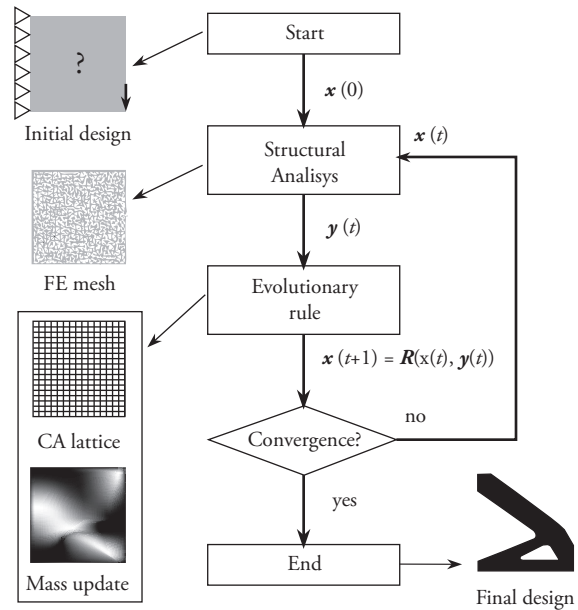 Start
?
x (0)
Initial design
x (t)
Structural
Analisys
y (t)
FE mesh
Evolutionary
rule
x (t+1) = R(x(t), y(t))
no
CA lattice
Convergence?
yes
End
Mass update
Final design